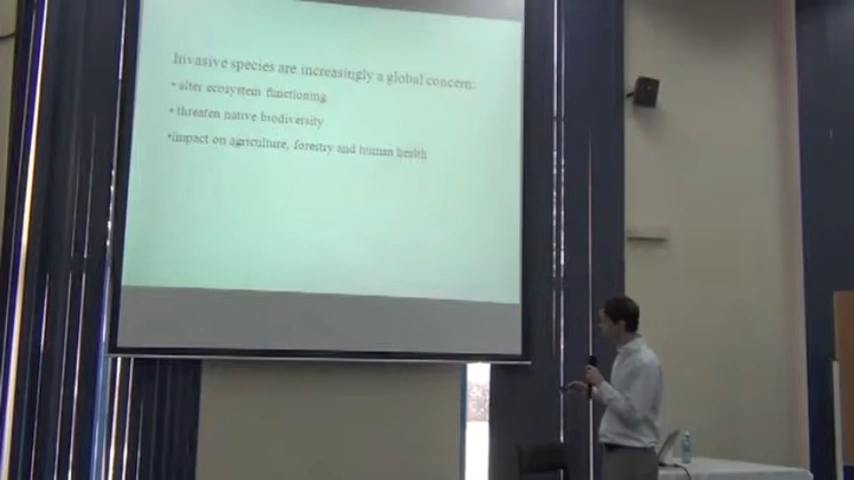 Invasive species are increasingly a global concern:
• alter ecosystem functioning
• threaten native biodiversity
•impact on agriculture, forestry and human health